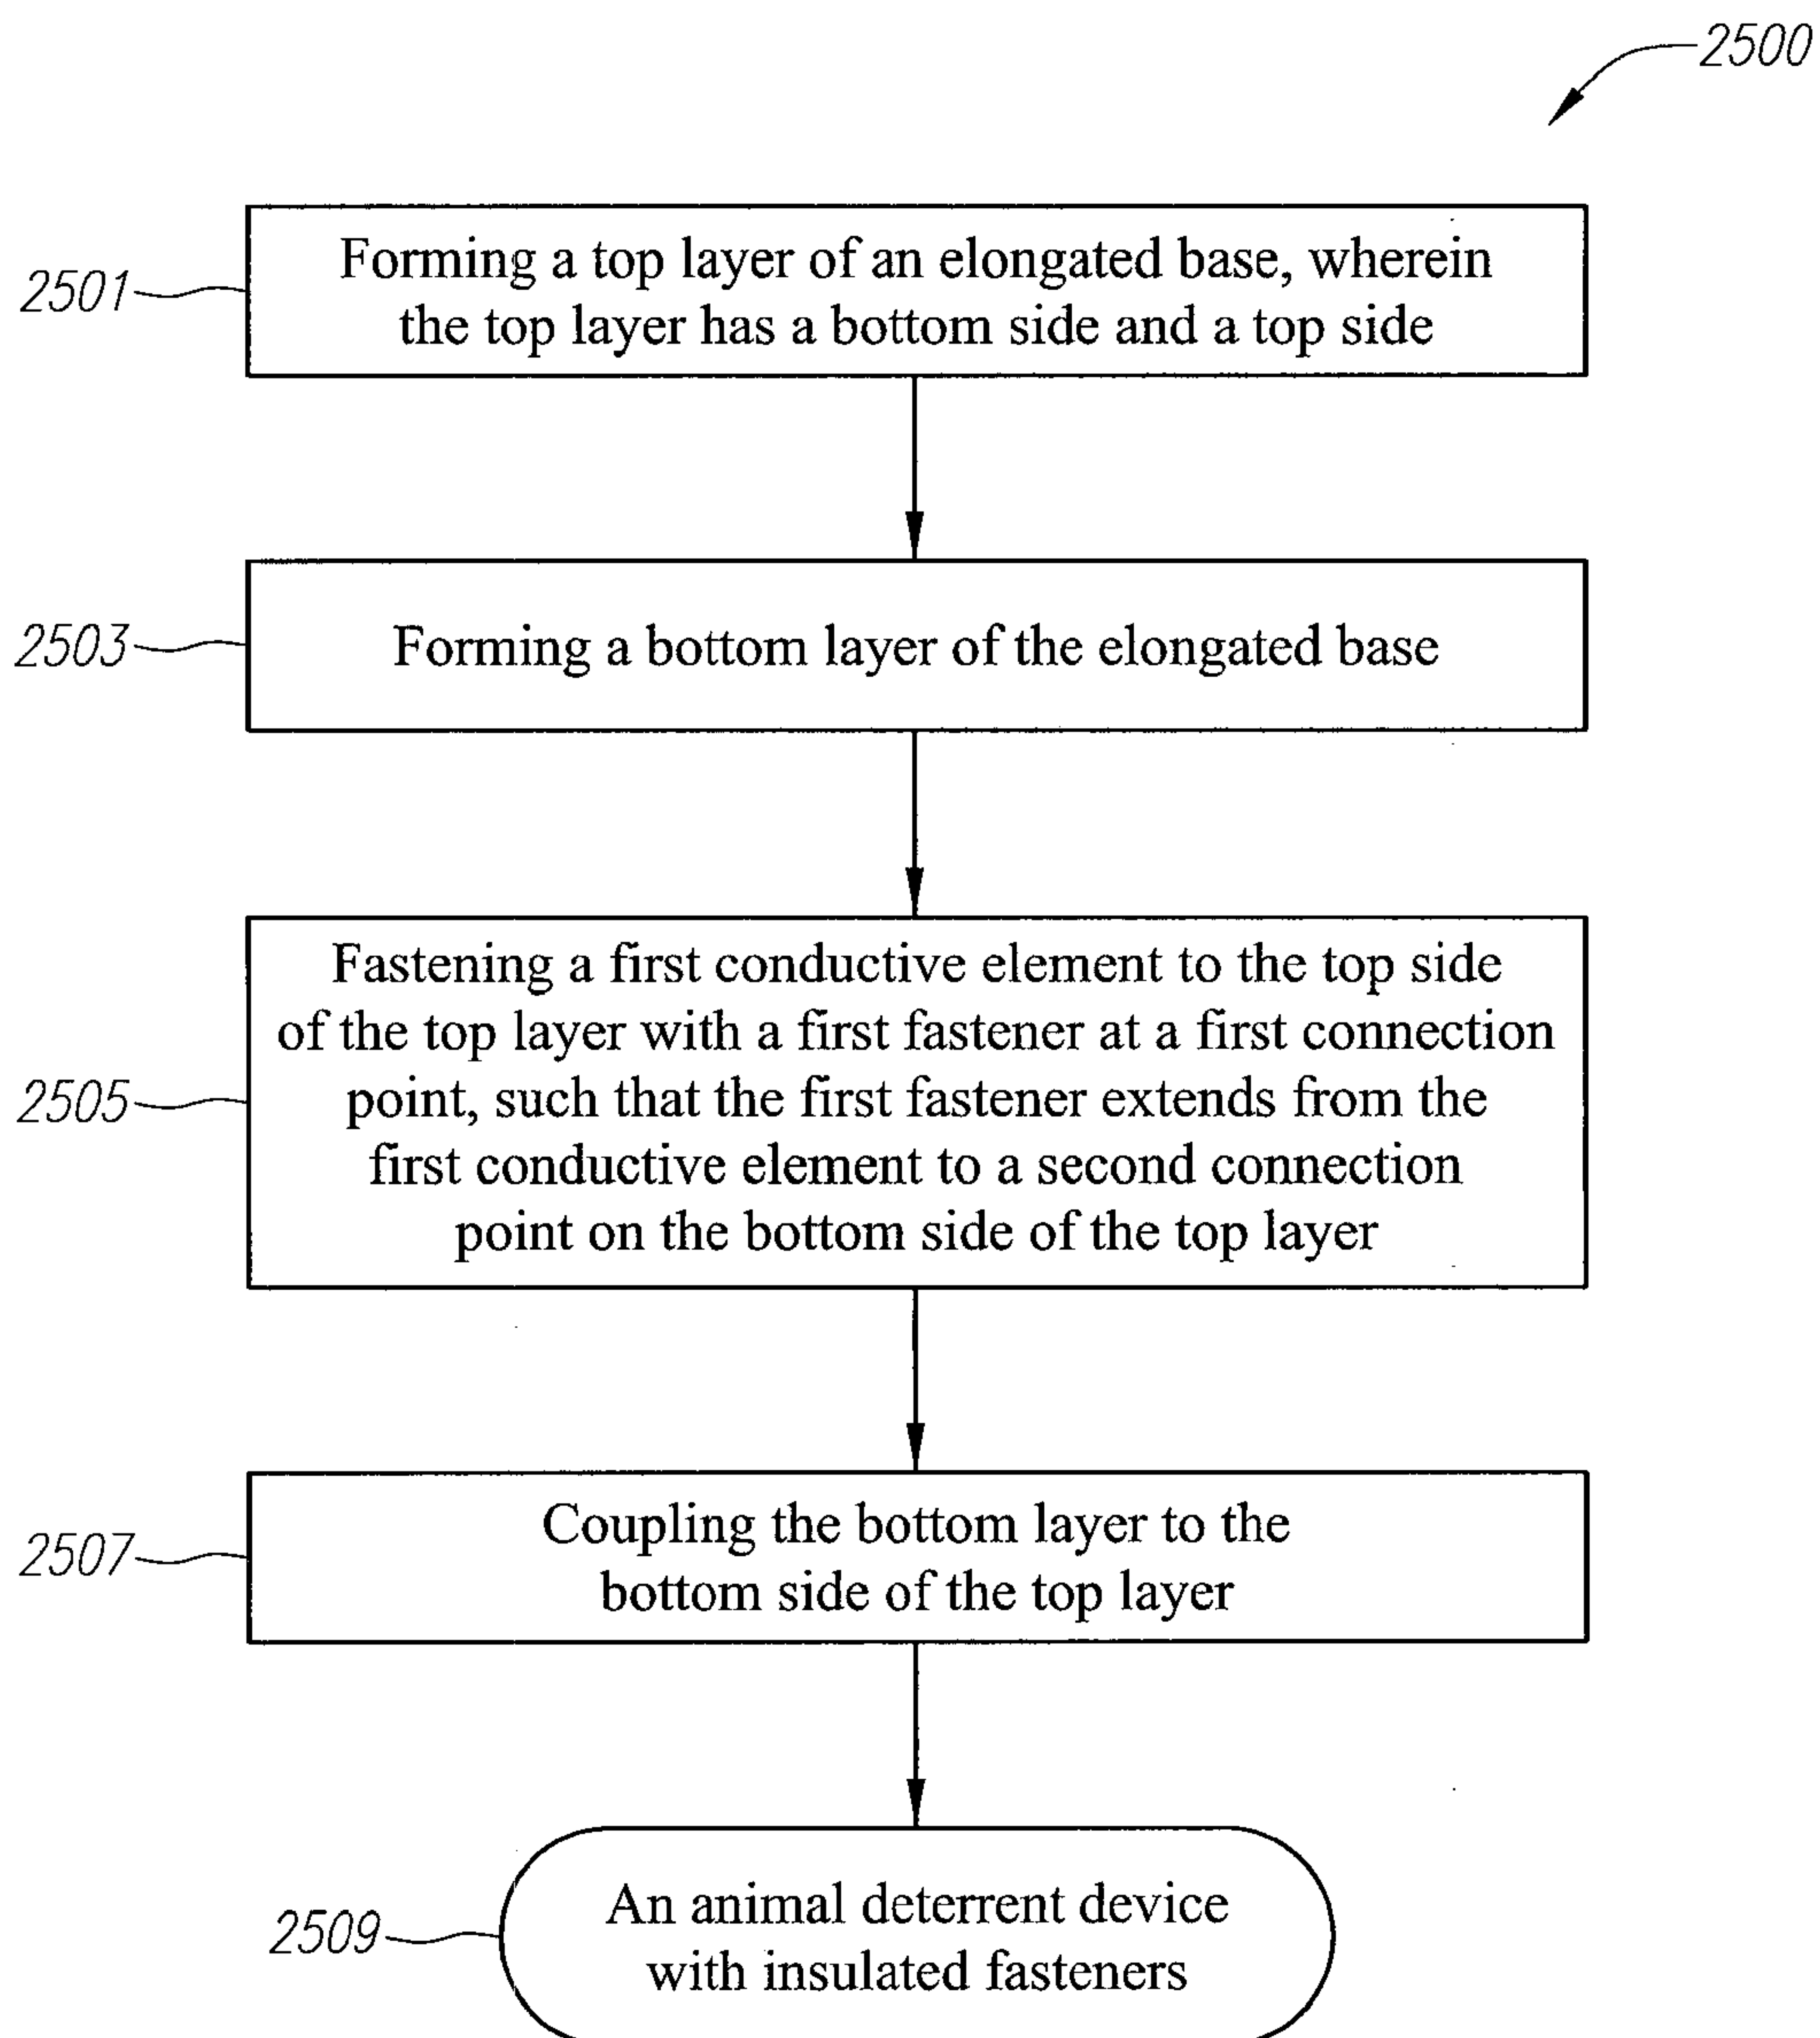 2500
2501
Forming a top layer of an elongated base, wherein
the top layer has a bottom side and a top side
2503
Forming a bottom layer of the elongated base
Fastening a first conductive element to the top side
of the top layer with a first fastener at a first connection
2505
point, such that the first fastener extends from the
first conductive element to a second connection
point on the bottom side of the top layer
2507
Coupling the bottom layer to the
bottom side of the top layer
2509
An animal deterrent device
with insulated fasteners